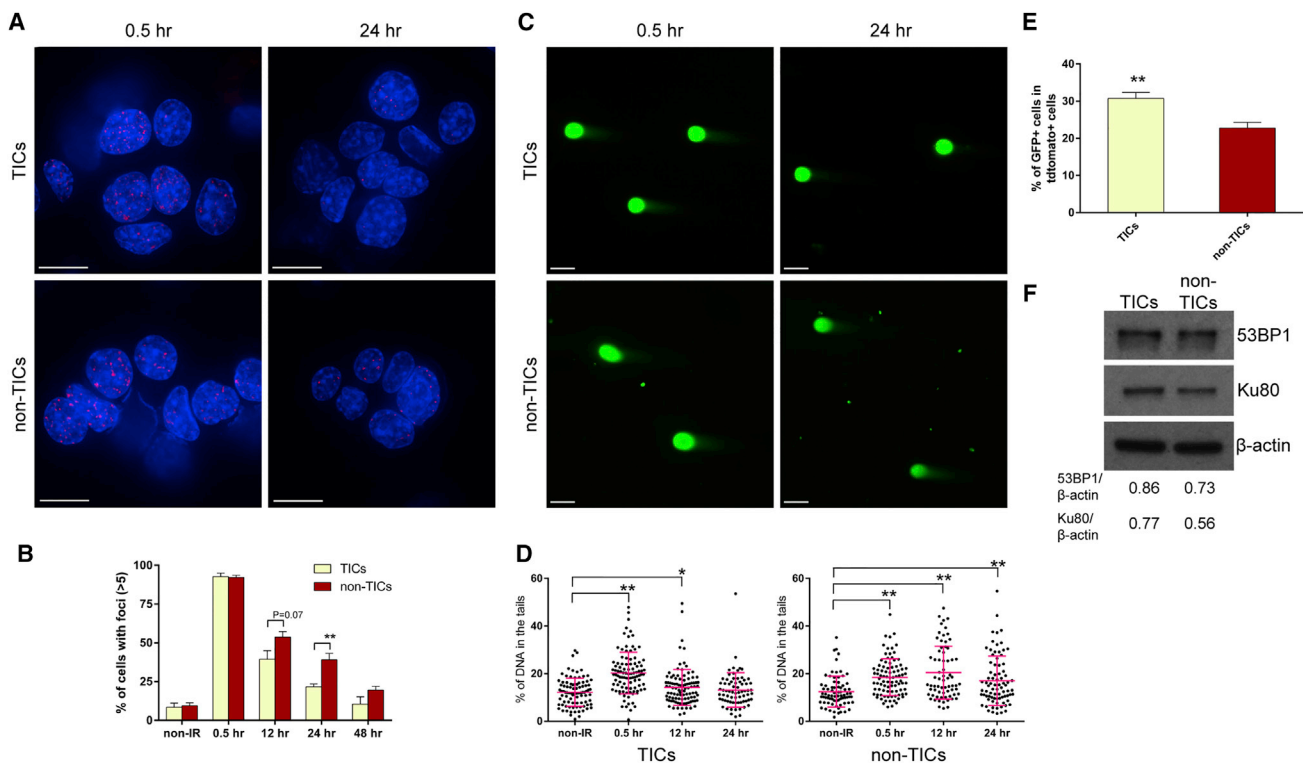 A
0.5 hr
24 hr
TICs
non-TICs
B
% of cells with foci (>5)
100
75
50
25
0
TICs
non-TICs
P=0.07
**
non-IR
0.5 hr
12 hr
24 hr
48 hr
C
0.5 hr
24 hr
TICs
non-TICs
D
% of DNA in the tails
60
40
20
0
**
*
non-IR
0.5 hr
12 hr
24 hr
TICs
% of DNA in the tails
60
40
20
0
**
**
**
non-IR
0.5 hr
12 hr
24 hr
non-TICs
E
% of GFP+ cells in
tdtomato+ cells
40
30
20
10
0
**
TICs
non-TICs
F
TICs
non-
TICs
53BP1
Ku80
β-actin
53BP1/
β-actin
0.86
0.73
Ku80/
β-actin
0.77
0.56